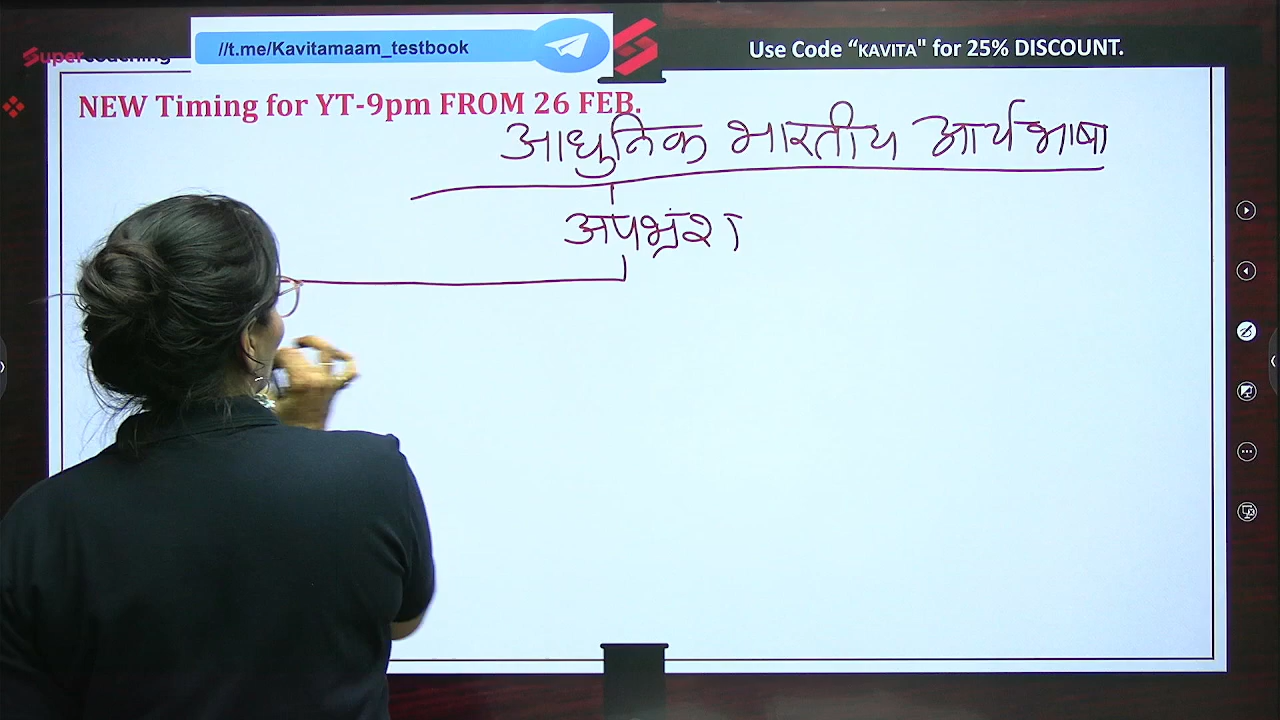 //t.me/Kavitamaam_testbook
Use Code “KAVITA" for 25% DISCOUNT.
Supercoaching
NEW Timing for YT-9pm FROM 26 FEB.
आधुनिक भारतीय आर्यभाषा
अपभ्रंश